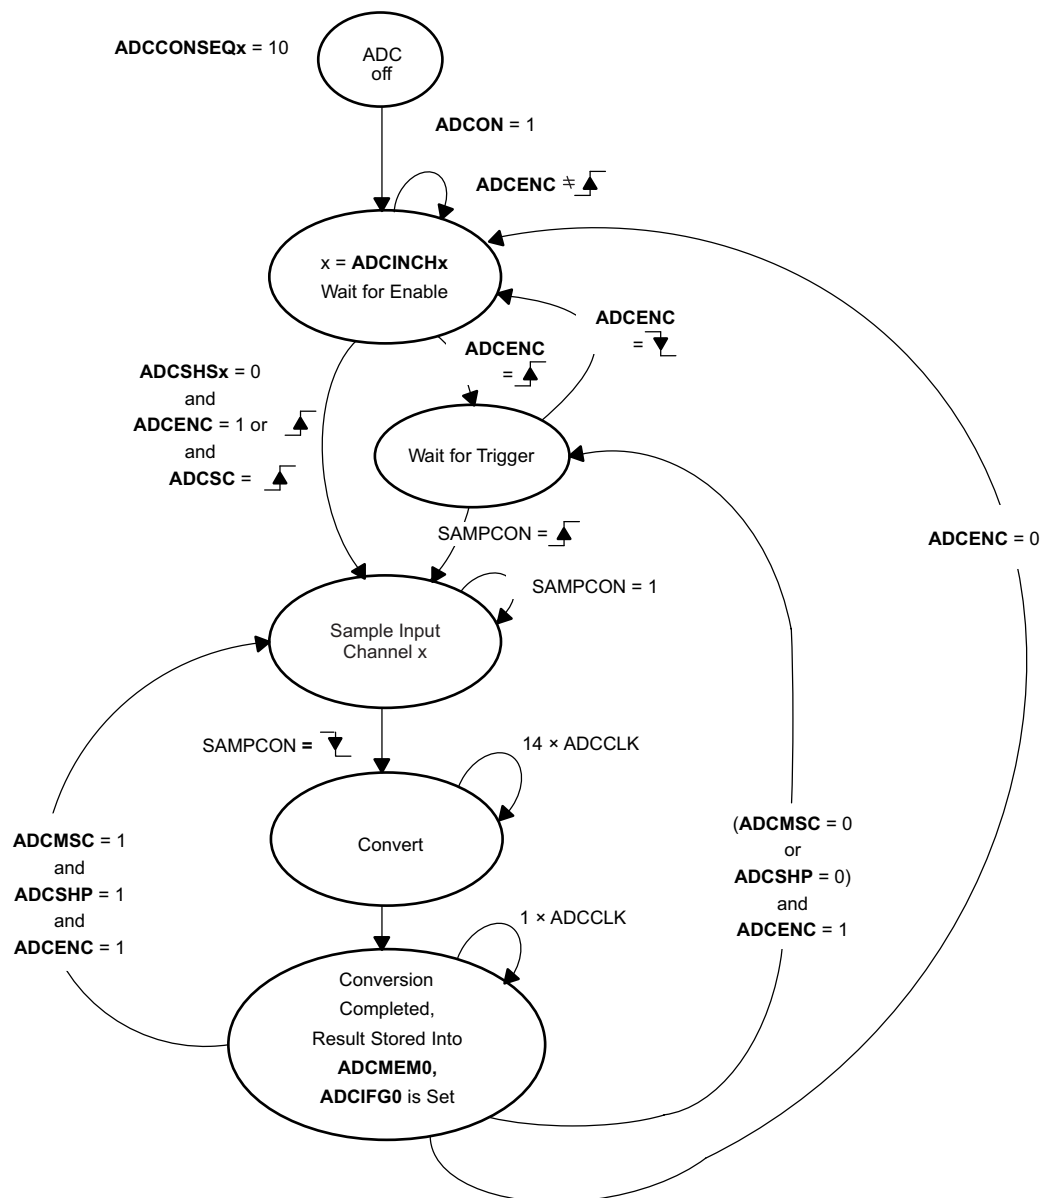 ADCCONSEQx = 10
ADC
off
ADCON = 1
ADCENC ≠
x = ADCINCHx
Wait for Enable
ADCENC
=
ADCENC
=
ADCSHSx = 0
and
ADCENC = 1 or
and
ADCSC =
Wait for Trigger
SAMPCON =
ADCENC = 0
SAMPCON = 1
Sample Input
Channel x
SAMPCON =
14 × ADCCLK
Convert
ADCMSC = 1
and
ADCSHP = 1
and
ADCENC = 1
(ADCMSC = 0
or
ADCSHP = 0)
and
ADCENC = 1
1 × ADCCLK
Conversion
Completed,
Result Stored Into
ADCMEM0,
ADCIFG0 is Set